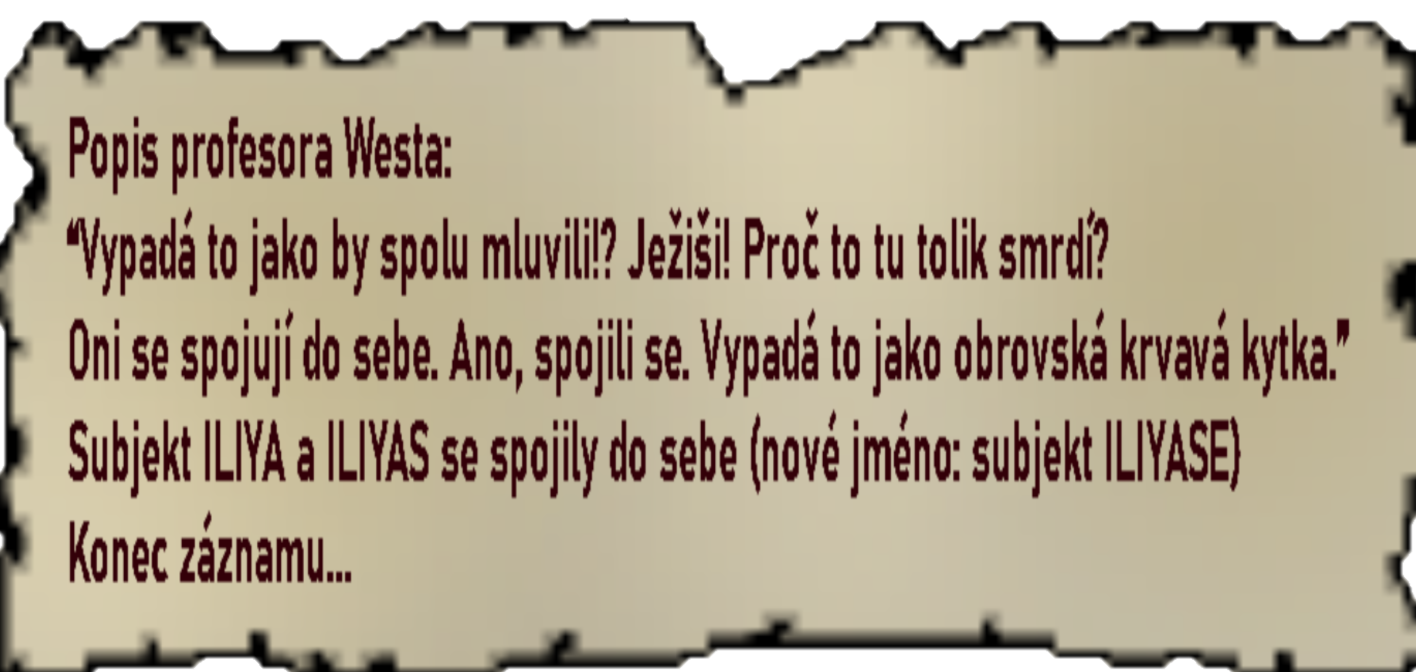 Popis profesora Westa:
“Vypadá to jako by spolu mluvili!? Ježiši! Proč to tu tolik smrdí?
Oni se spojují do sebe. Ano, spojili se. Vypadá to jako obrovská krvavá kytka.”
Subjekt ILIYA a ILIYAS se spojily do sebe (nové jméno: subjekt ILIYASE)
Konec záznamu...